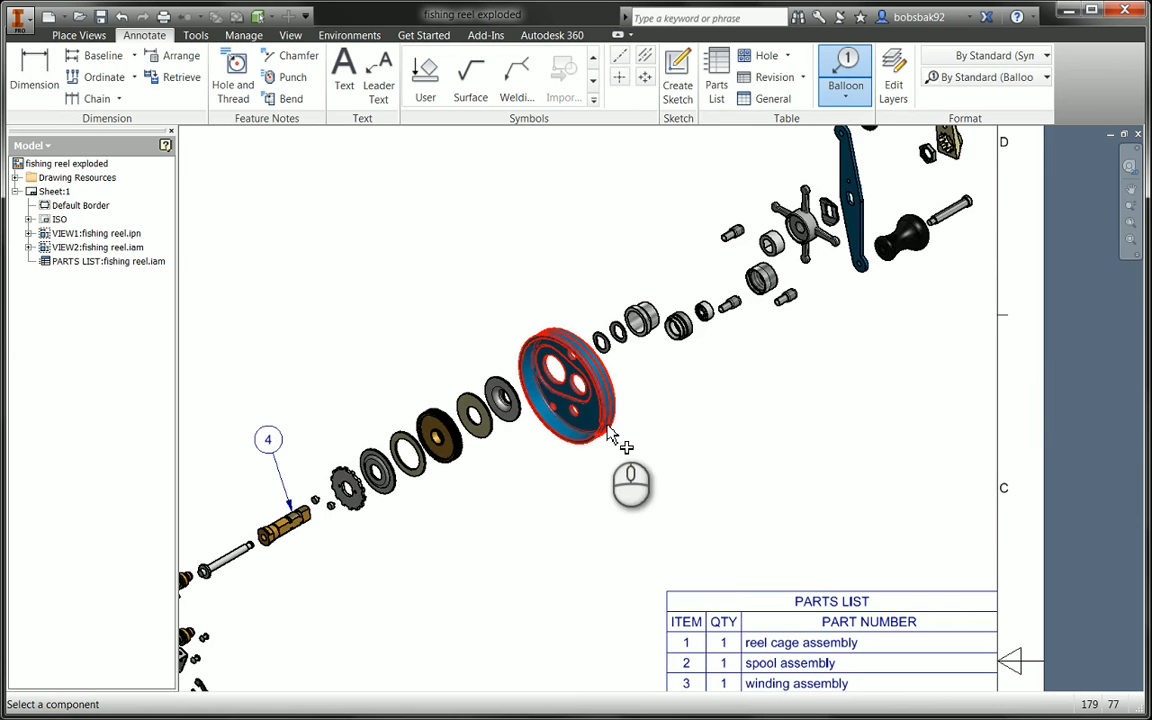 PRO
fishing reel exploded
Type a keyword or phrase
bobsbak92
Place Views Annotate Tools Manage View Environments Get Started Add-Ins Autodesk 360
Dimension
Baseline
Ordinate
Chain
Arrange
Retrieve
Dimension
Hole and Thread
Chamfer
Punch
Bend
Feature Notes
Text
Leader Text
Text
User
Surface
Weldi...
Impor...
Symbols
Create Sketch
Sketch
Parts List
Hole
Revision
General
Table
1
Balloon
Edit Layers
By Standard (Syn
By Standard (Balloo
Format
Model
fishing reel exploded
Drawing Resources
Sheet:1
Default Border
ISO
VIEW1:fishing reel.ipn
VIEW2:fishing reel.iam
PARTS LIST:fishing reel.iam
D
4
C
PARTS LIST
ITEM QTY PART NUMBER
1 1 reel cage assembly
2 1 spool assembly
3 1 winding assembly
Select a component
179 77